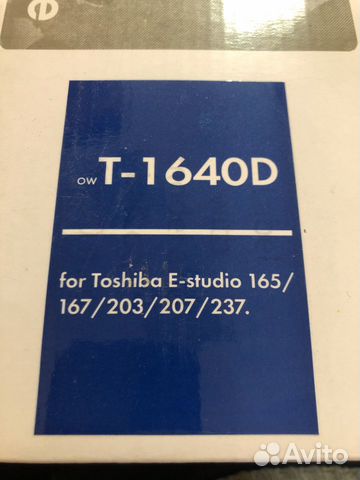 e
OW T-1640D
for Toshiba E-studio 165/
167/203/207/237.
Avito